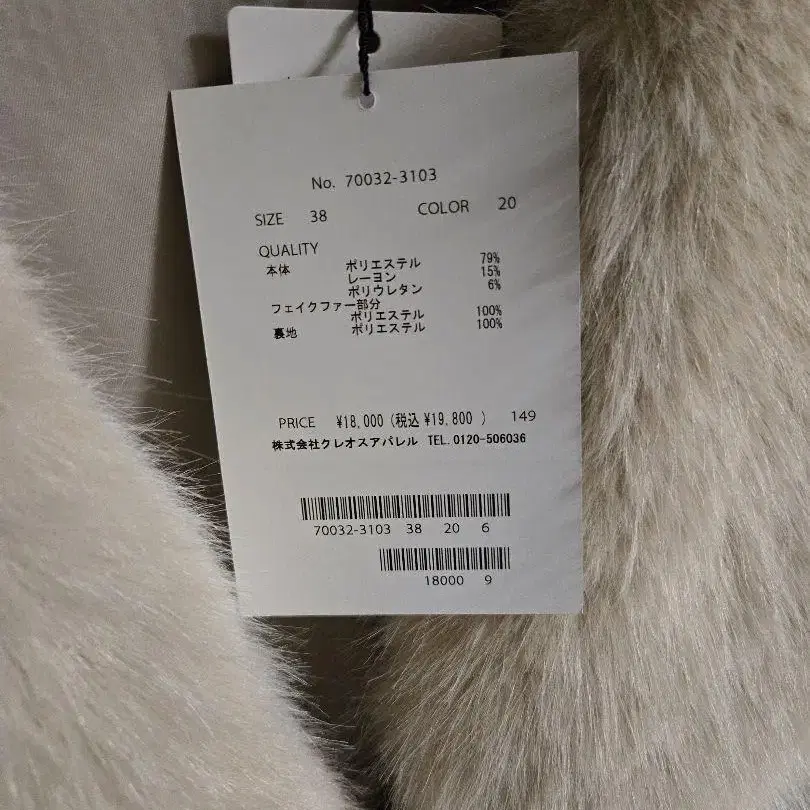 No. 70032-3103
SIZE 38 COLOR 20
QUALITY
本体 ポリエステル 79%
レーヨン 15%
ポリウレタン 6%
フェイクファー部分
ポリエステル 100%
裏地 ポリエステル 100%
PRICE ¥18,000 (税込 ¥19,800 ) 149
株式会社クレオスアパレル TEL.0120-506036
70032-3103 38 20 6
18000 9